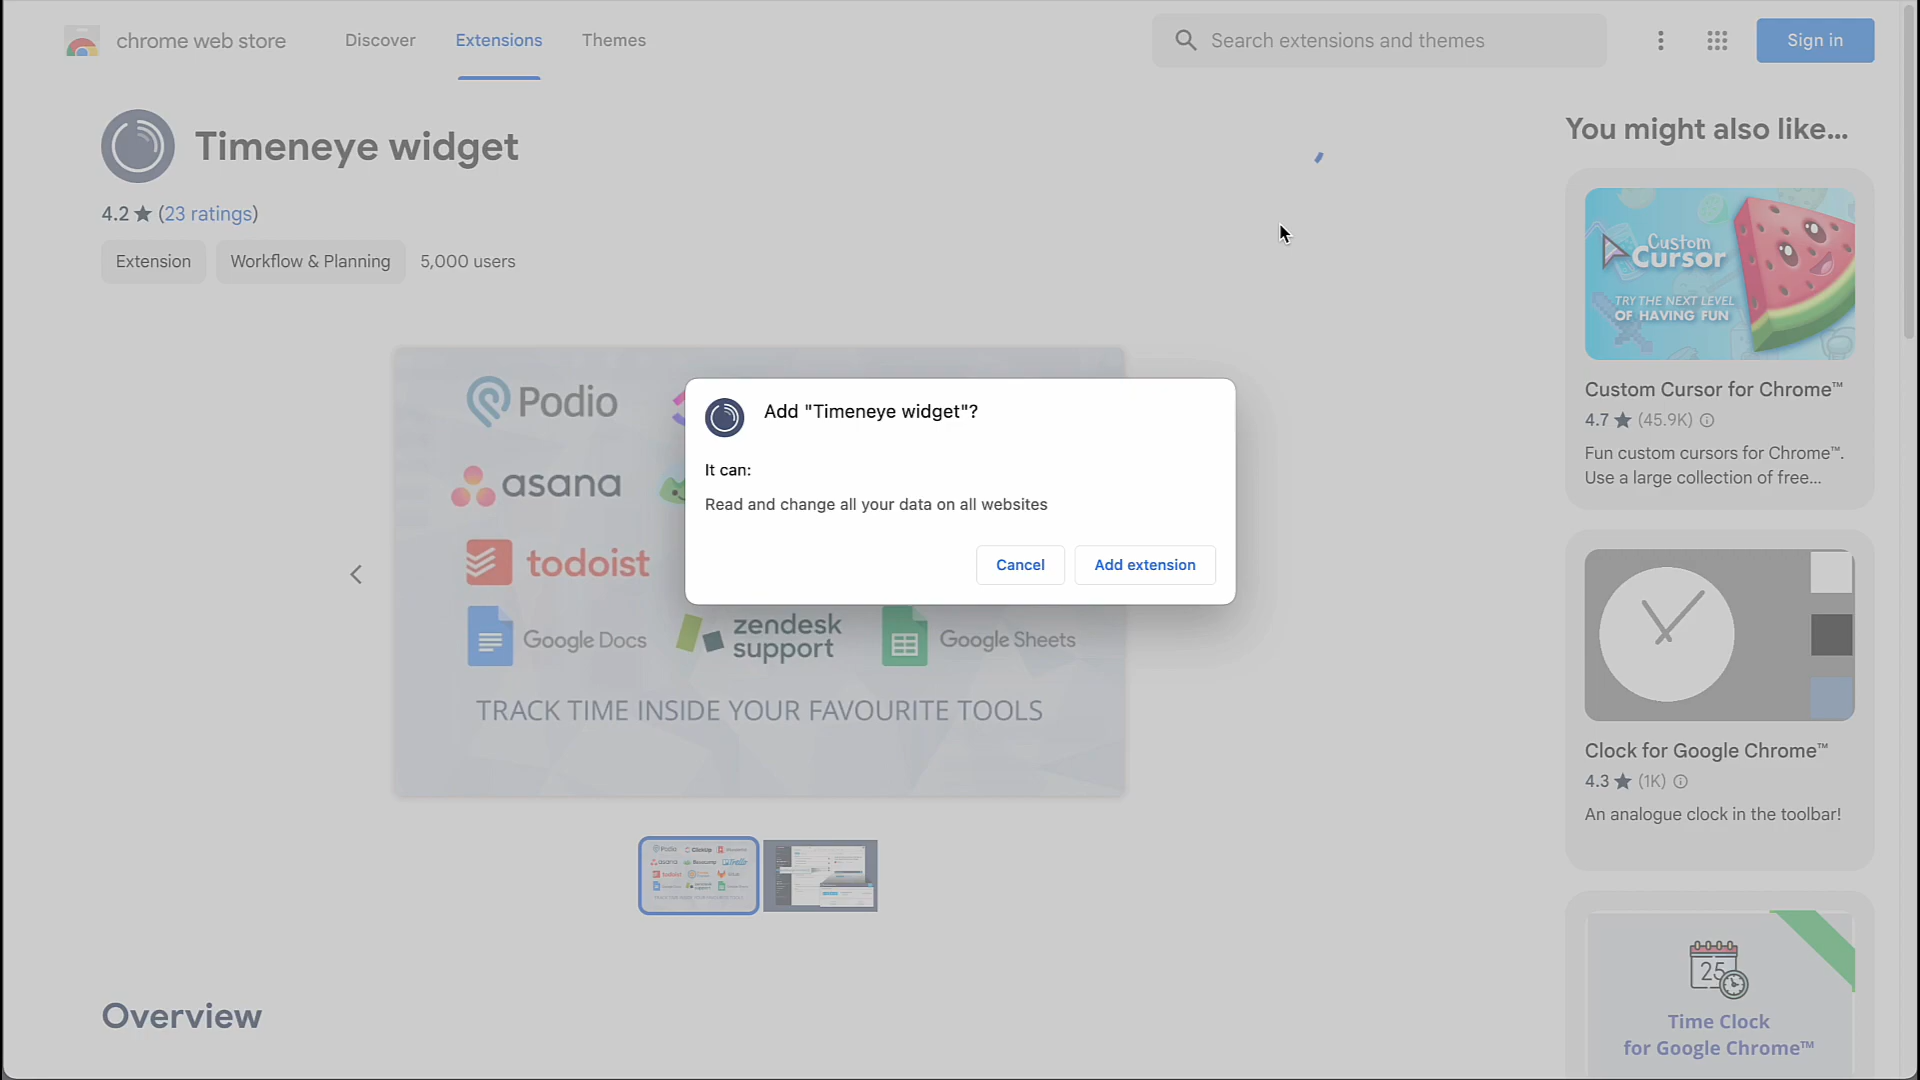 chrome web store
Discover
Extensions
Themes
Search extensions and themes
Sign in
Timeneye widget
4.2 ★ (23 ratings)
Extension
Workflow & Planning
5,000 users
Podio
asana
todoist
Google Docs
zendesk
support
Google Sheets
TRACK TIME INSIDE YOUR FAVOURITE TOOLS
Add "Timeneye widget"?
It can:
Read and change all your data on all websites
Cancel
Add extension
Overview
You might also like...
Custom
Cursor
TRY THE NEXT LEVEL
OF HAVING FUN
Custom Cursor for Chrome™
4.7 ★ (45.9K)
Fun custom cursors for Chrome™.
Use a large collection of free...
Clock for Google Chrome™
4.3 ★ (1K)
An analogue clock in the toolbar!
25
Time Clock
for Google Chrome™